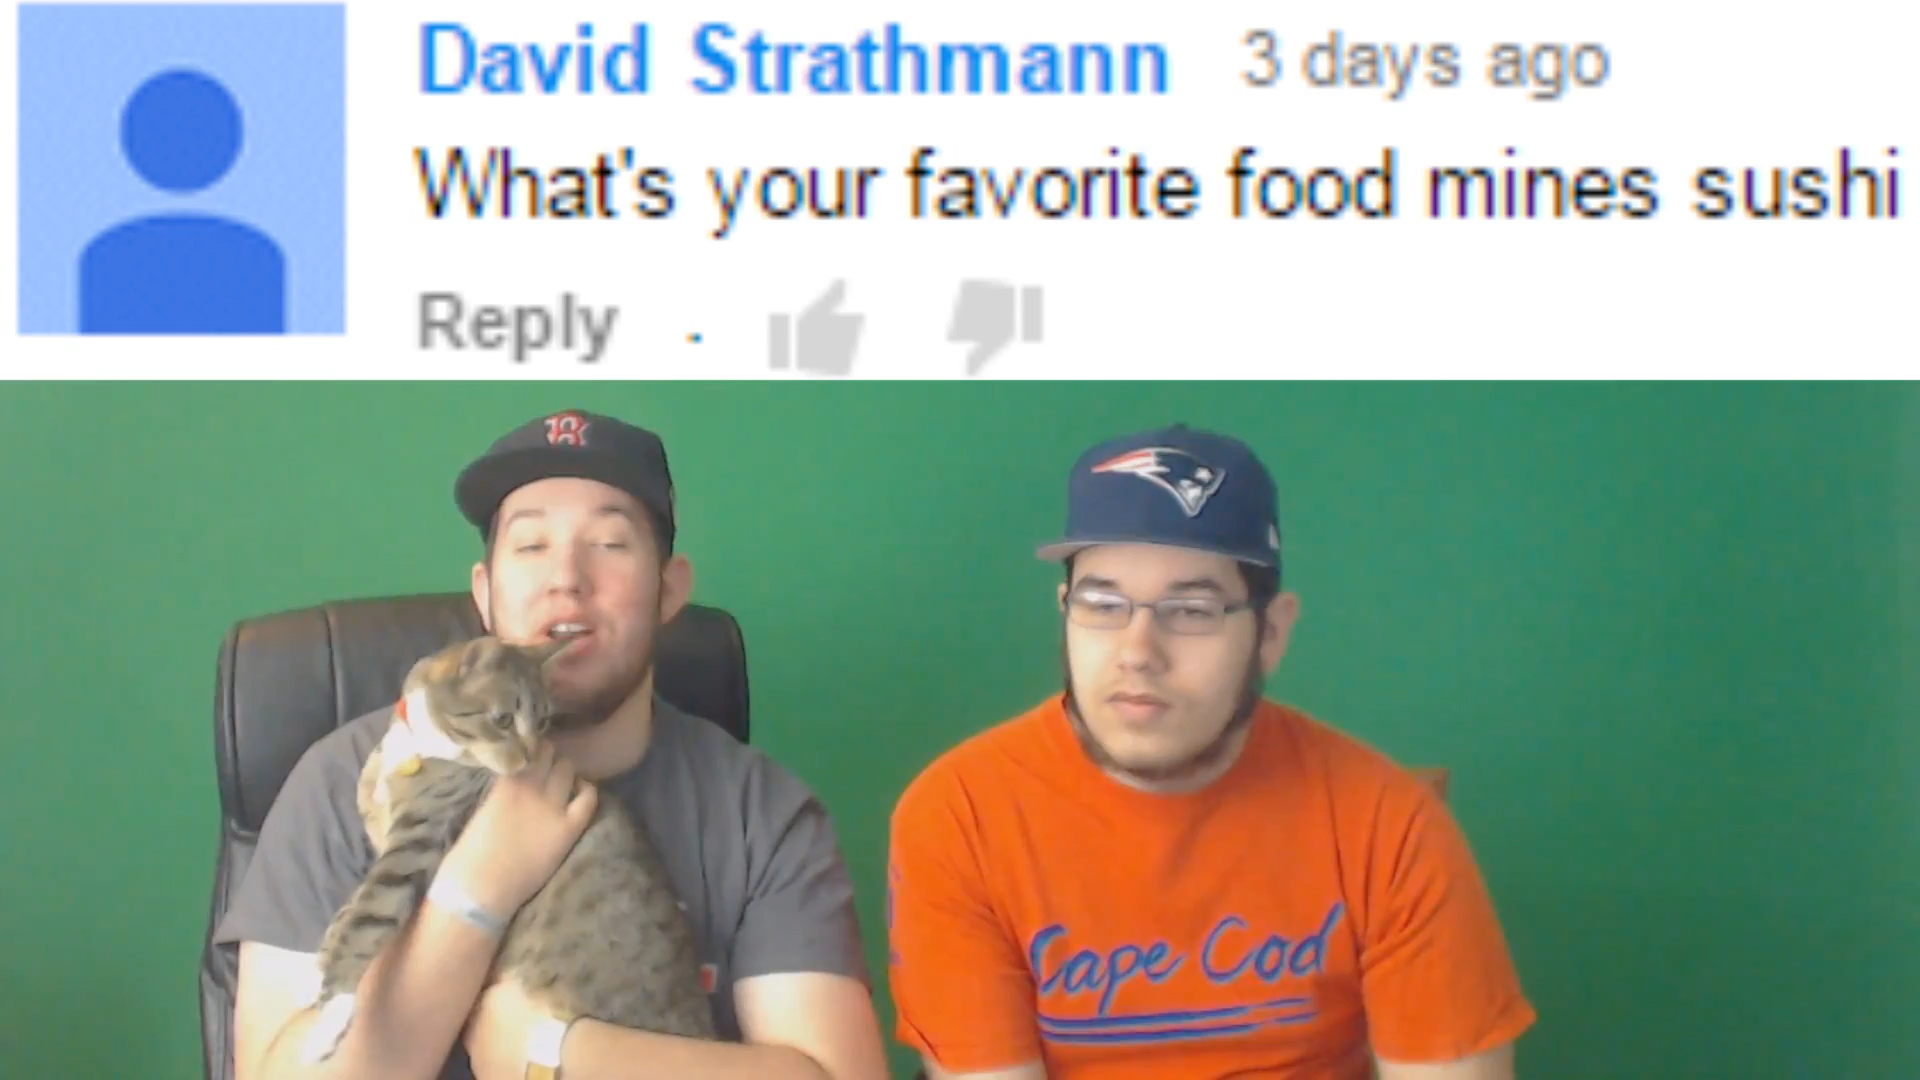 David Strathmann 3 days ago
What's your favorite food mines sushi
Reply
B
Cape Cod